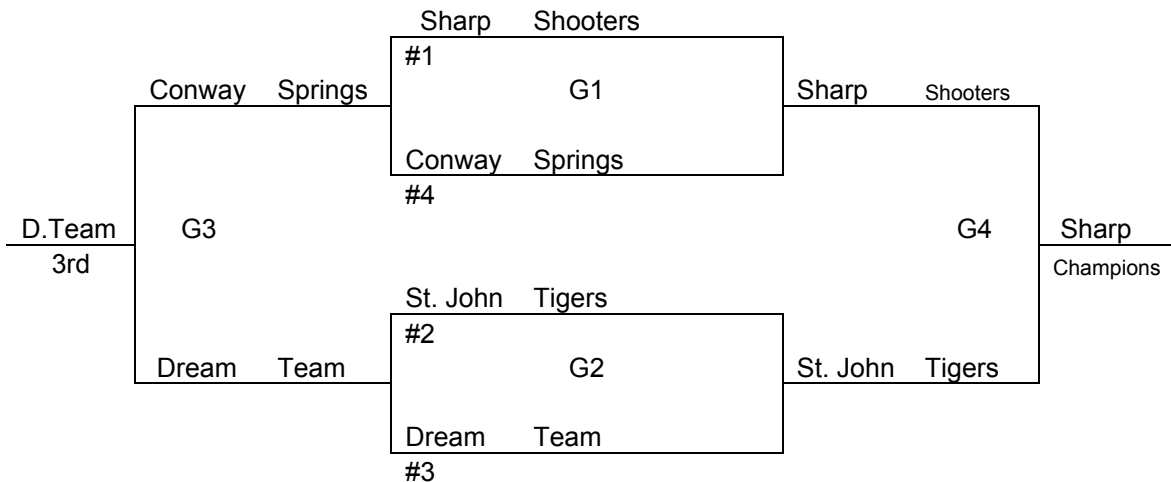 Sharp Shooters
#1
Conway Springs G1 Sharp Shooters
Conway Springs
#4
D.Team G3 G4 Sharp
3rd Champions
St. John Tigers
#2
Dream Team G2 St. John Tigers
Dream Team
#3